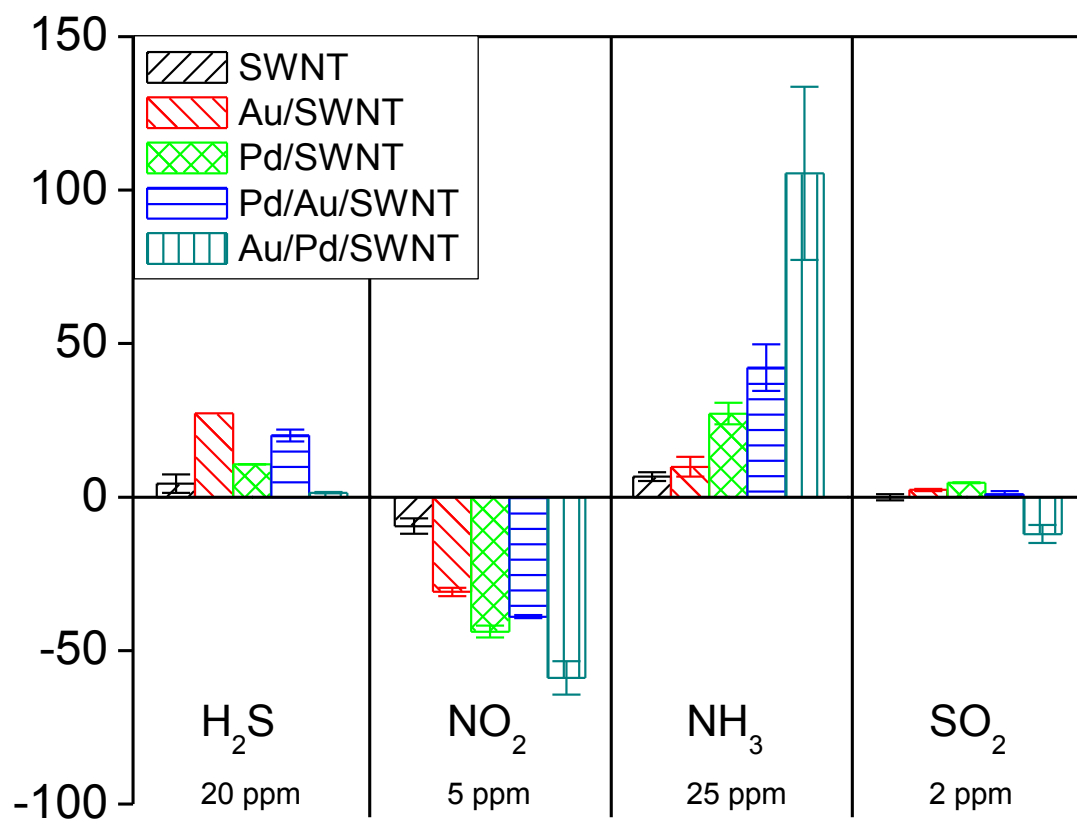 150
100
50
0
-50
-100
SWNT
Au/SWNT
Pd/SWNT
Pd/Au/SWNT
Au/Pd/SWNT
H₂S NO₂ NH₃ SO₂
20 ppm 5 ppm 25 ppm 2 ppm